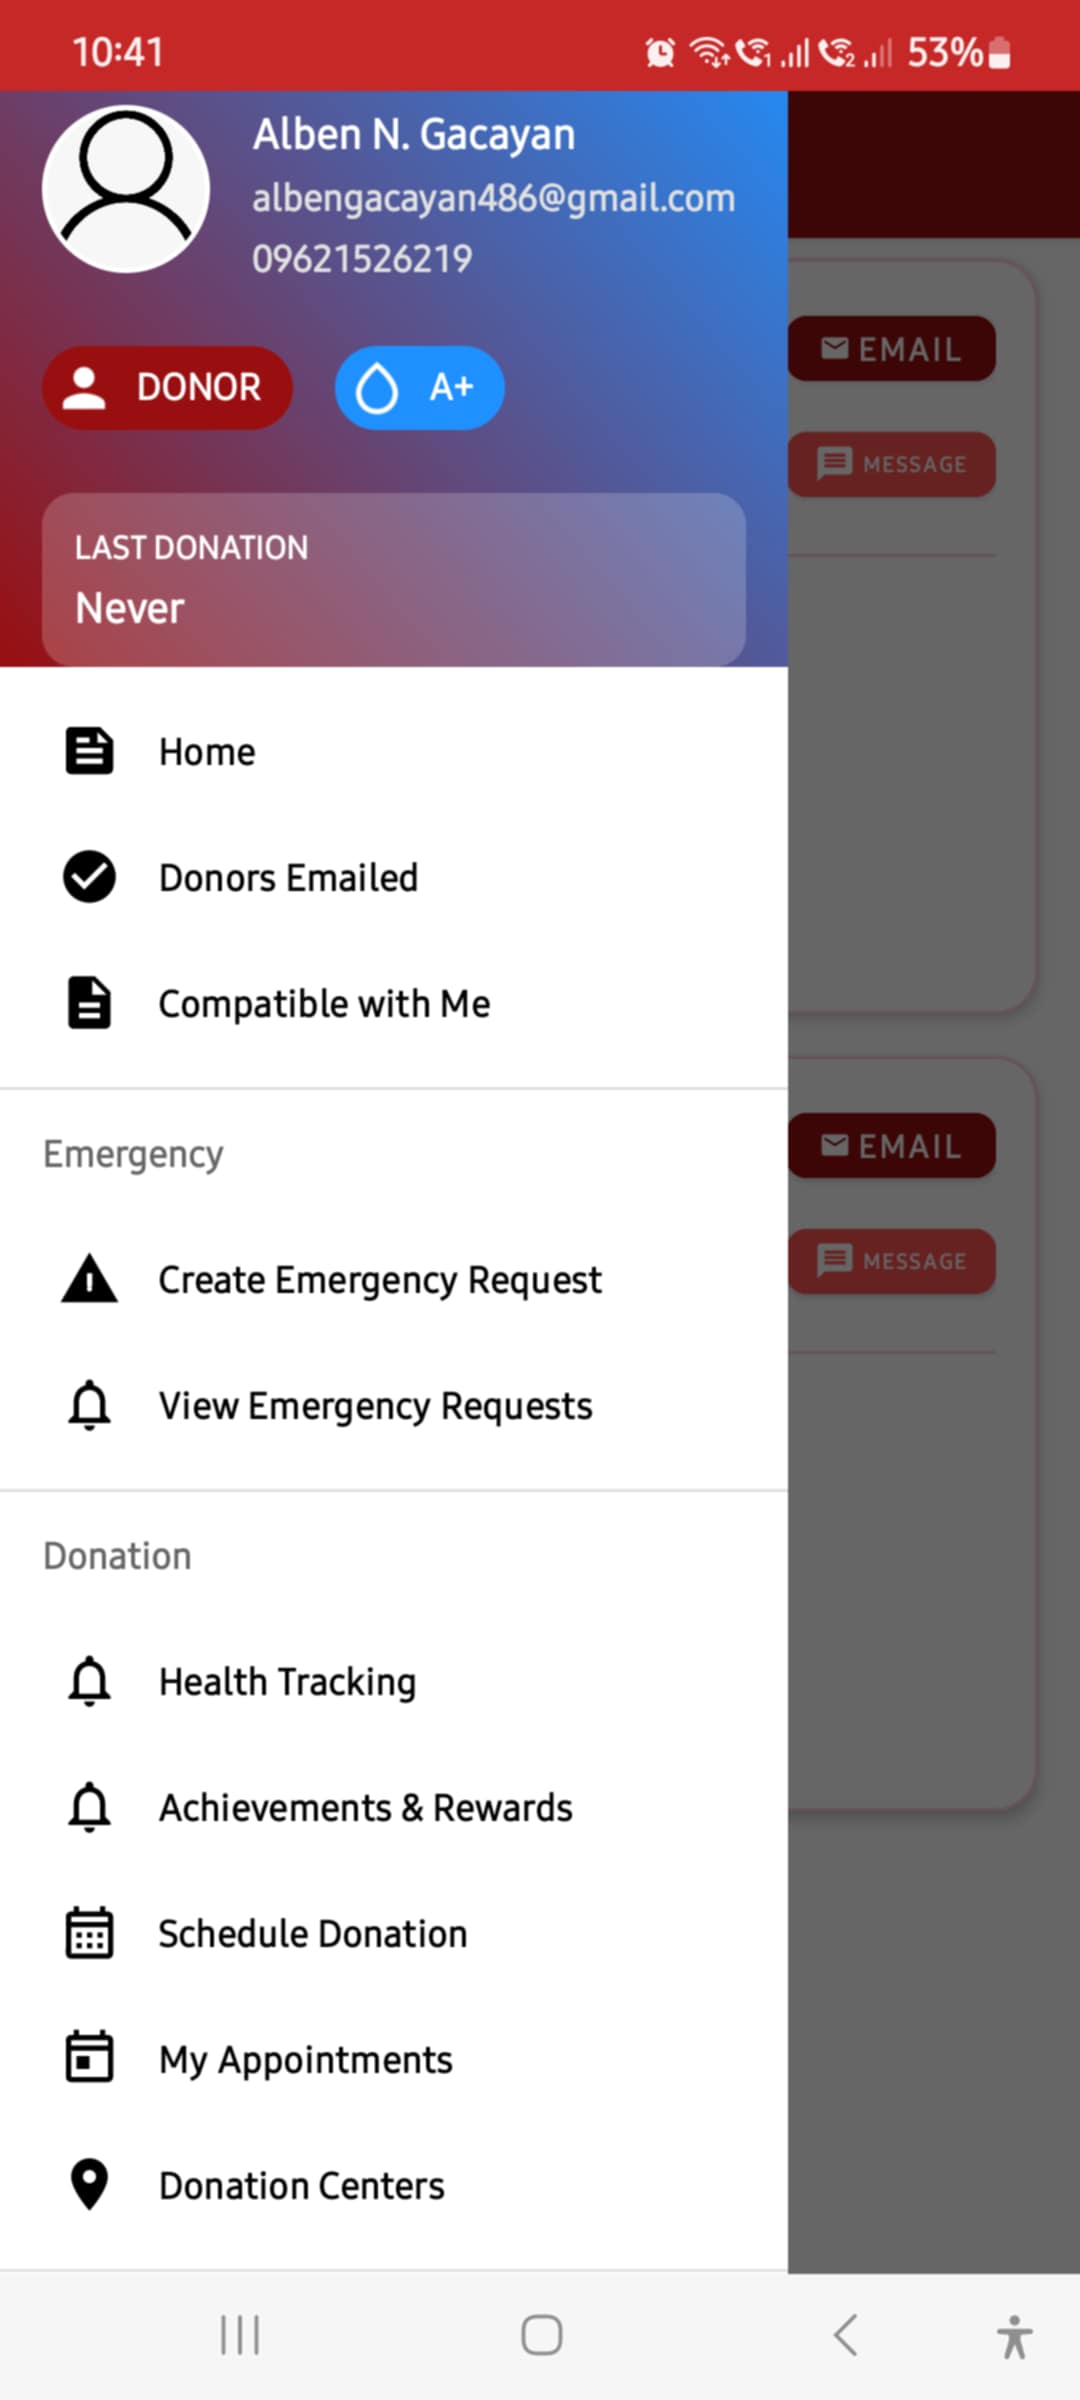 10:41
53%
Alben N. Gacayan
albengacayan486@gmail.com
09621526219
DONOR
A+
LAST DONATION
Never
Home
Donors Emailed
Compatible with Me
Emergency
Create Emergency Request
View Emergency Requests
Donation
Health Tracking
Achievements & Rewards
Schedule Donation
My Appointments
Donation Centers
EMAIL
MESSAGE
EMAIL
MESSAGE